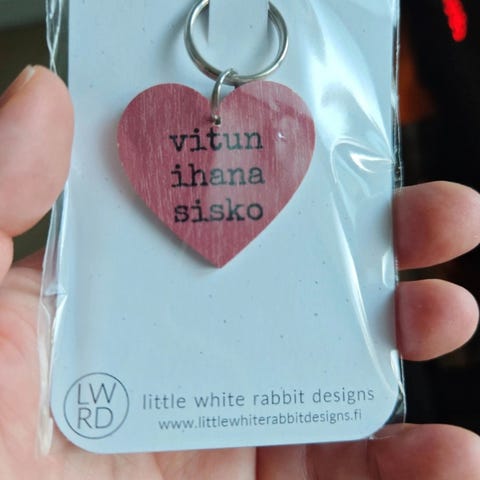 vitun
ihana
sisko
LW
RD
little white rabbit designs
www.littlewhiterabbitdesigns.fi